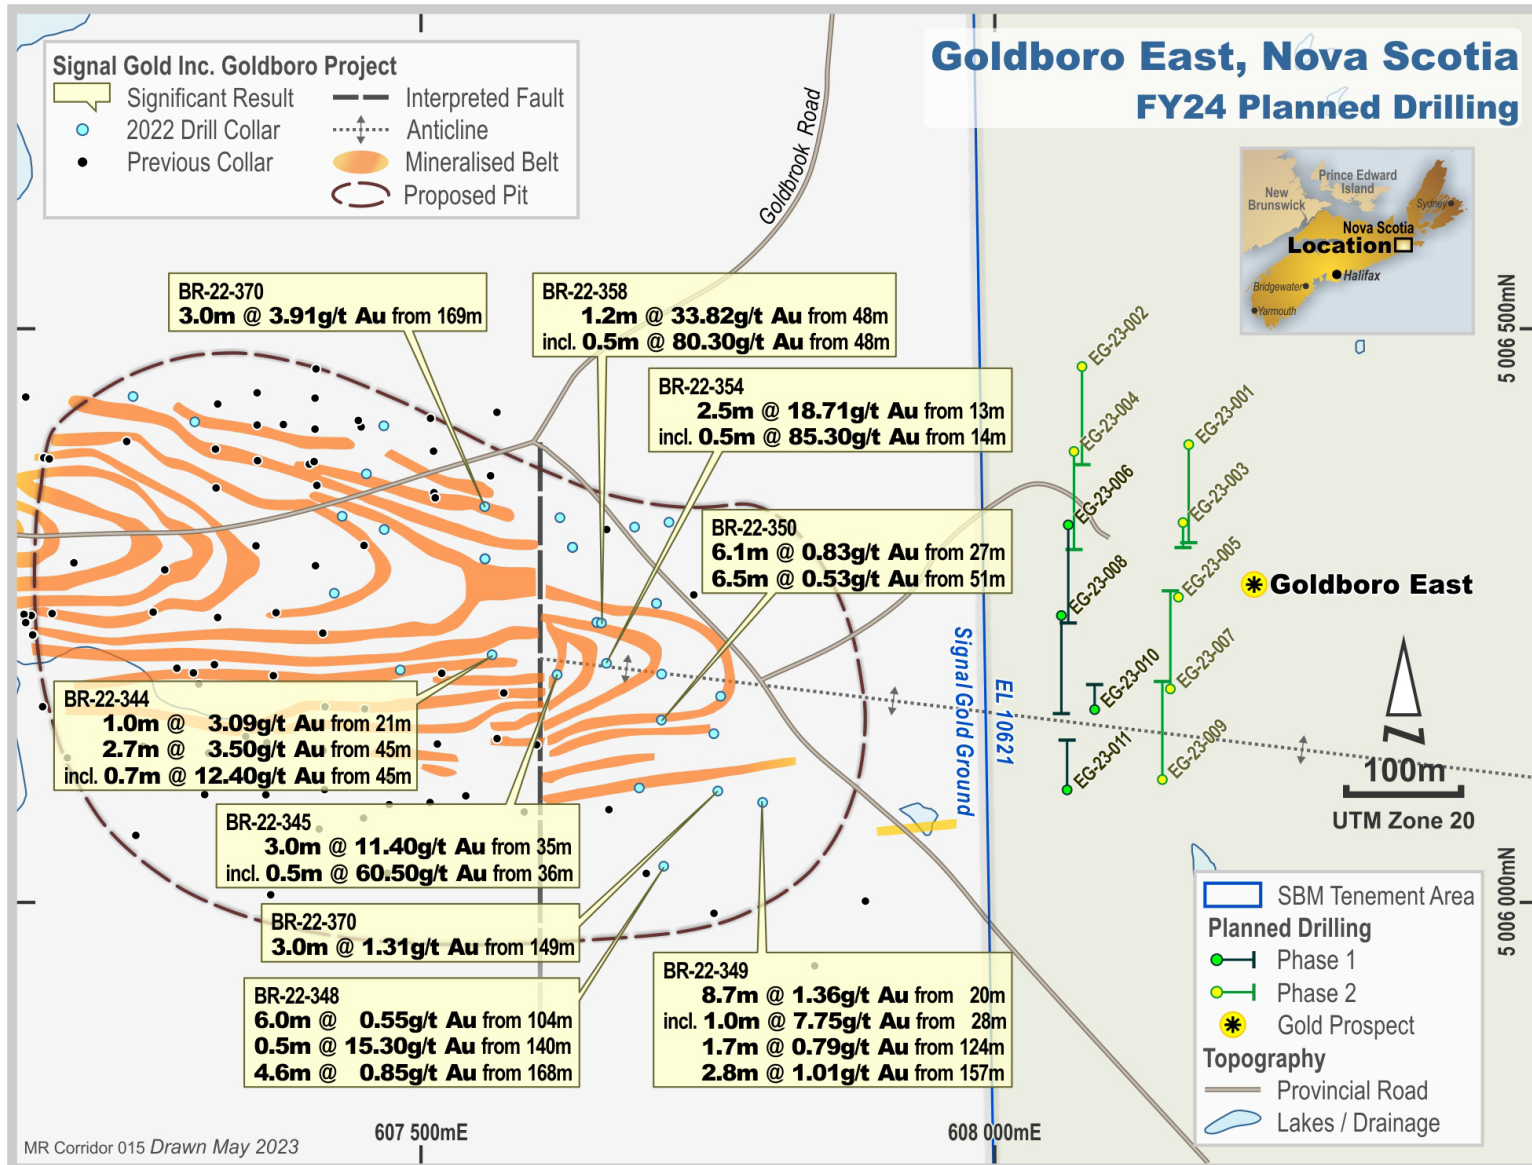 Goldboro East, Nova Scotia
FY24 Planned Drilling
Signal Gold Inc. Goldboro Project
Significant Result
2022 Drill Collar
Previous Collar
Interpreted Fault
Anticline
Mineralised Belt
Proposed Pit
Goldbrook Road
New
Brunswick
Prince Edward
Island
Sydney
Nova Scotia
Location
Halifax
Bridgewater
Yarmouth
BR-22-370
3.0m @ 3.91g/t Au from 169m
BR-22-358
1.2m @ 33.82g/t Au from 48m
incl. 0.5m @ 80.30g/t Au from 48m
BR-22-354
2.5m @ 18.71g/t Au from 13m
incl. 0.5m @ 85.30g/t Au from 14m
BR-22-350
6.1m @ 0.83g/t Au from 27m
6.5m @ 0.53g/t Au from 51m
BR-22-344
1.0m @ 3.09g/t Au from 21m
2.7m @ 3.50g/t Au from 45m
incl. 0.7m @ 12.40g/t Au from 45m
BR-22-345
3.0m @ 11.40g/t Au from 35m
incl. 0.5m @ 60.50g/t Au from 36m
BR-22-370
3.0m @ 1.31g/t Au from 149m
BR-22-348
6.0m @ 0.55g/t Au from 104m
0.5m @ 15.30g/t Au from 140m
4.6m @ 0.85g/t Au from 168m
BR-22-349
8.7m @ 1.36g/t Au from 20m
incl. 1.0m @ 7.75g/t Au from 28m
1.7m @ 0.79g/t Au from 124m
2.8m @ 1.01g/t Au from 157m
EG-23-002
EG-23-004
EG-23-001
EG-23-006
EG-23-003
EG-23-008
EG-23-005
EG-23-010
EG-23-007
EG-23-011
EG-23-009
Goldboro East
Signal Gold Ground
EL 10621
5 006 500mN
5 006 000mN
N
100m
UTM Zone 20
SBM Tenement Area
Planned Drilling
Phase 1
Phase 2
Gold Prospect
Topography
Provincial Road
Lakes / Drainage
607 500mE
608 000mE
MR Corridor 015 Drawn May 2023